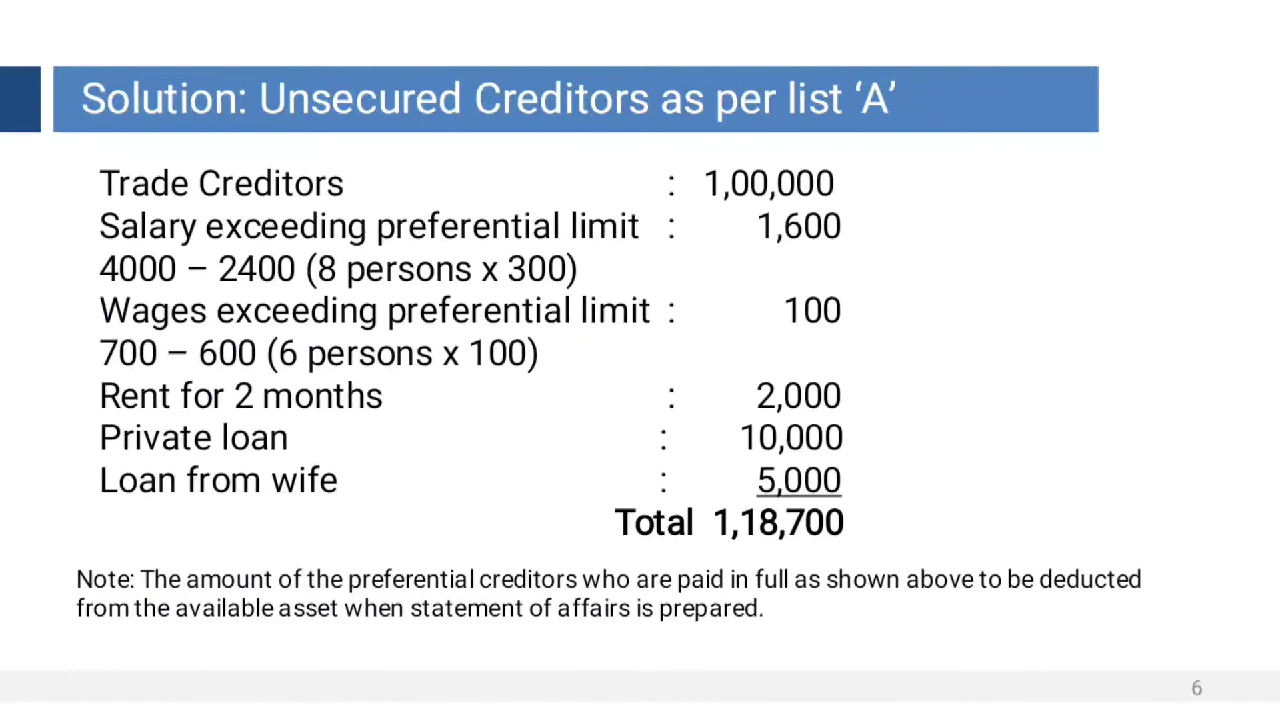 Solution: Unsecured Creditors as per list ‘A’
Trade Creditors : 1,00,000
Salary exceeding preferential limit : 1,600
4000 – 2400 (8 persons x 300)
Wages exceeding preferential limit : 100
700 – 600 (6 persons x 100)
Rent for 2 months : 2,000
Private loan : 10,000
Loan from wife : 5,000
Total 1,18,700
Note: The amount of the preferential creditors who are paid in full as shown above to be deducted
from the available asset when statement of affairs is prepared.
6